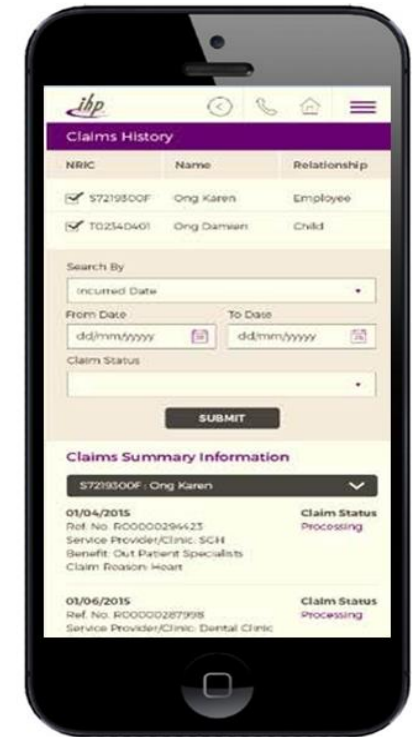 ihp
Claims History
NRIC Name Relationship
S7219300F Ong Karen Employee
Ong Damien Child
Search By
Incurred Date
From Date To Date
dd/mm/yyyy dd/mm/yyyy
Claim Status
SUBMIT
Claims Summary Information
S7219300F : Ong Karen
01/04/2015 Claim Status
Ref. No. R00000294423 Processing
Service Provider/Clinic: SGH
Benefit: Out Patient Specialists
Claim Reason: Heart
01/06/2015 Claim Status
Ref. No. R00000287998 Processing
Service Provider/Clinic: Dental Clinic